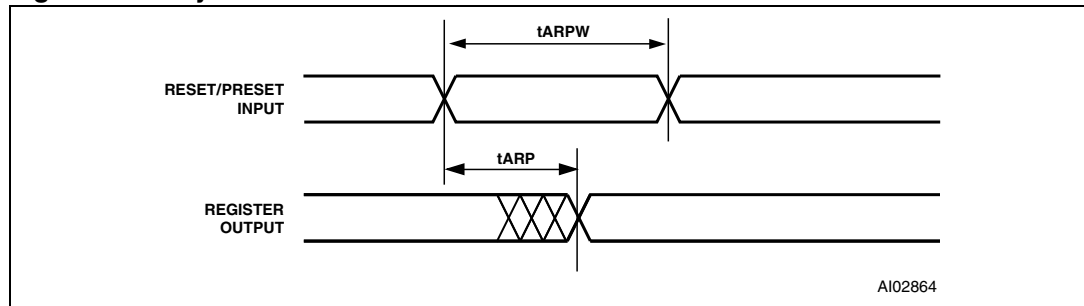 tARPW
RESET/PRESET
INPUT
tARP
REGISTER
OUTPUT
AI02864